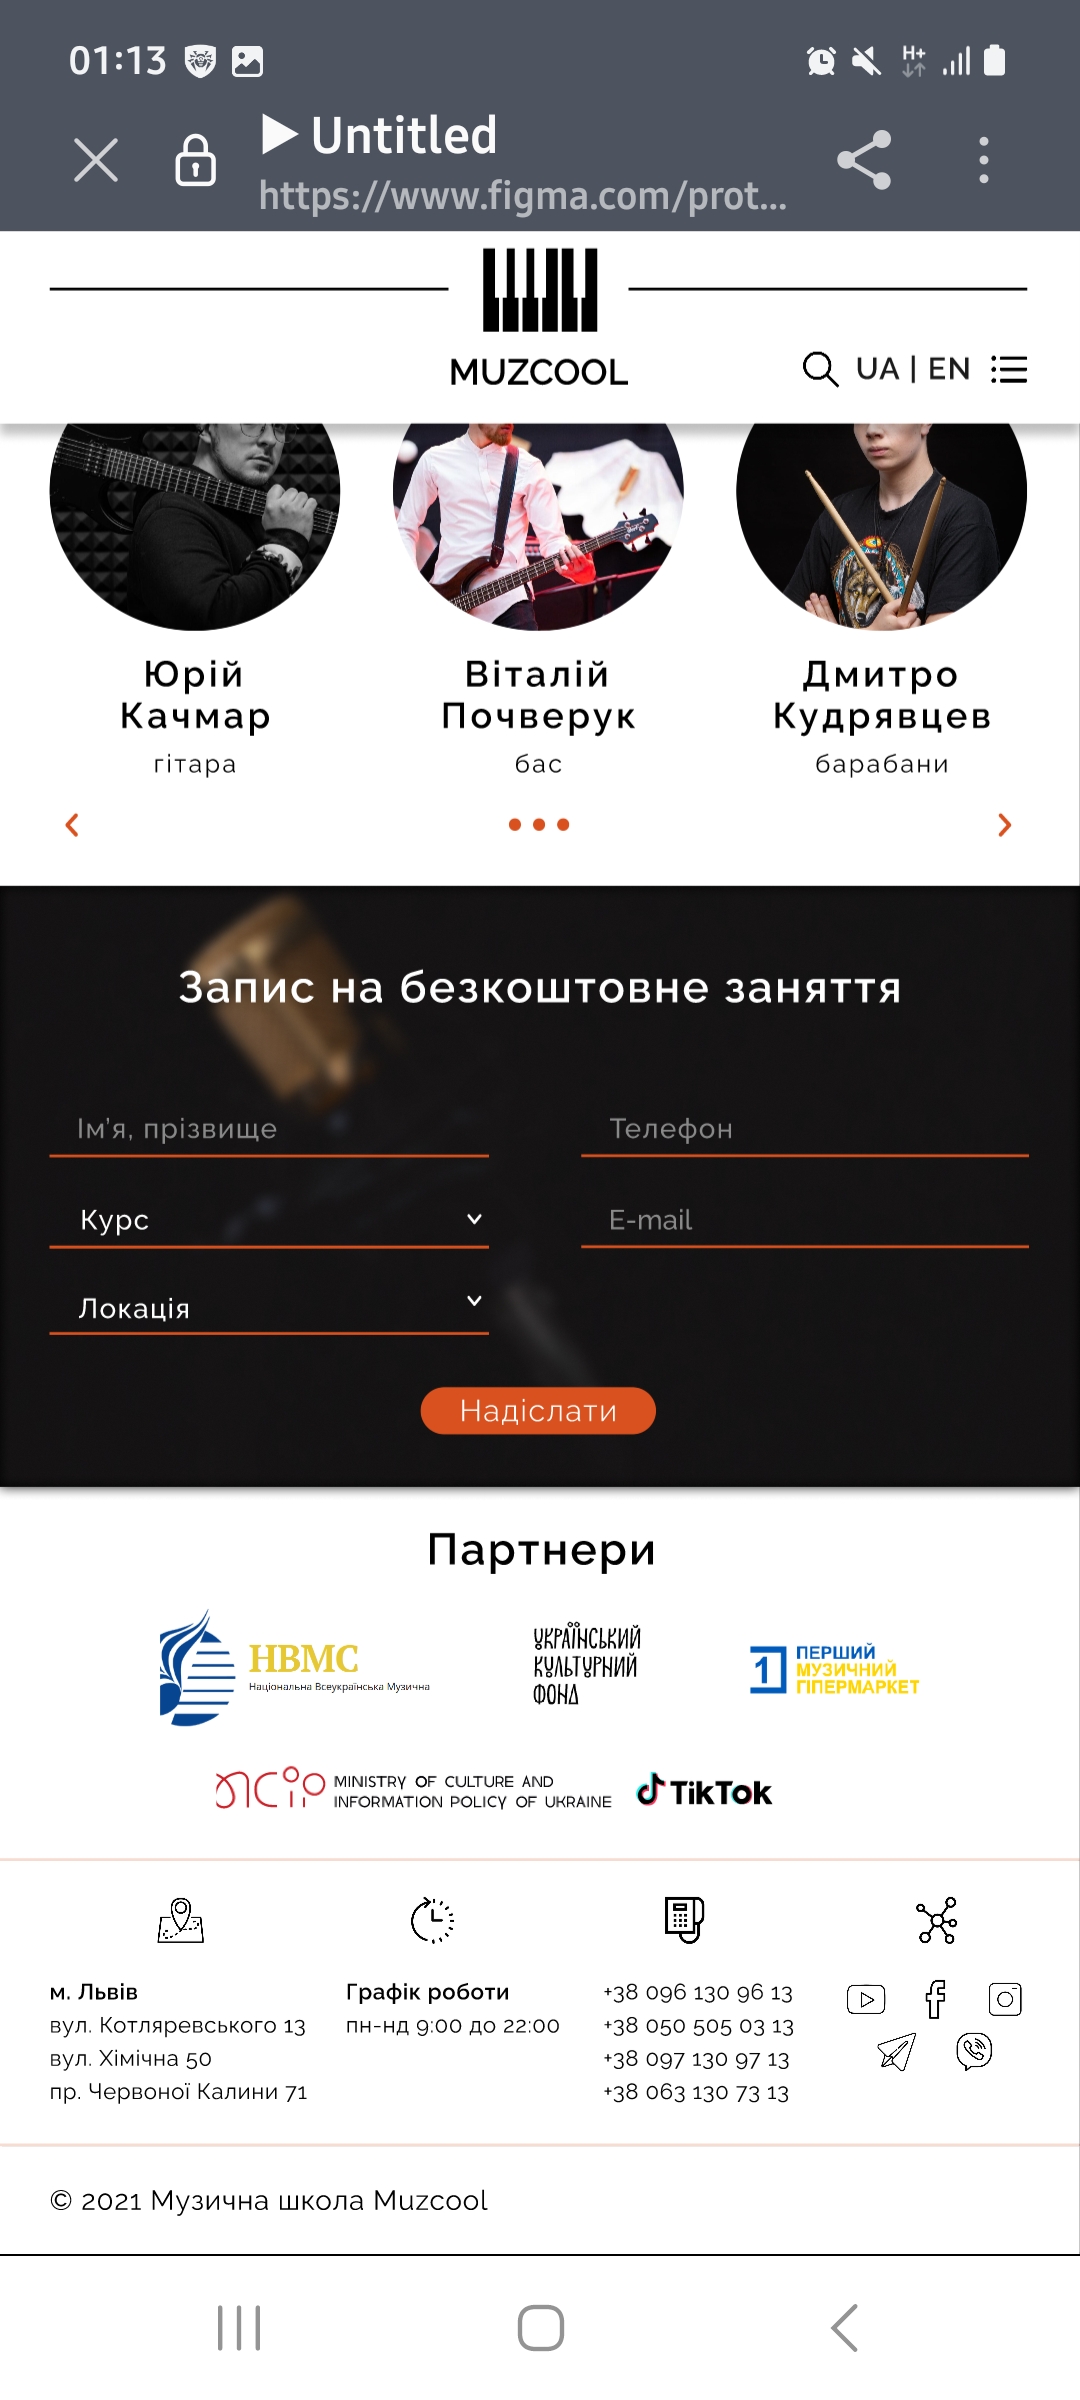 01:13
H+
▶ Untitled
https://www.figma.com/prot...
MUZCOOL
UA | EN
Юрій
Качмар
гітара
Віталій
Почверук
бас
Дмитро
Кудрявцев
барабани
Запис на безкоштовне заняття
Ім'я, прізвище
Телефон
Курс
E-mail
Локація
Надіслати
Партнери
НВМС
Національна Всеукраїнська Музична
УКРАЇНСЬКИЙ
КУЛЬТУРНИЙ
ФОНД
1
ПЕРШИЙ
МУЗИЧНИЙ
ГІПЕРМАРКЕТ
MINISTRY OF CULTURE AND
INFORMATION POLICY OF UKRAINE
TikTok
м. Львів
вул. Котляревського 13
вул. Хімічна 50
пр. Червоної Калини 71
Графік роботи
пн-нд 9:00 до 22:00
+38 096 130 96 13
+38 050 505 03 13
+38 097 130 97 13
+38 063 130 73 13
© 2021 Музична школа Muzcool